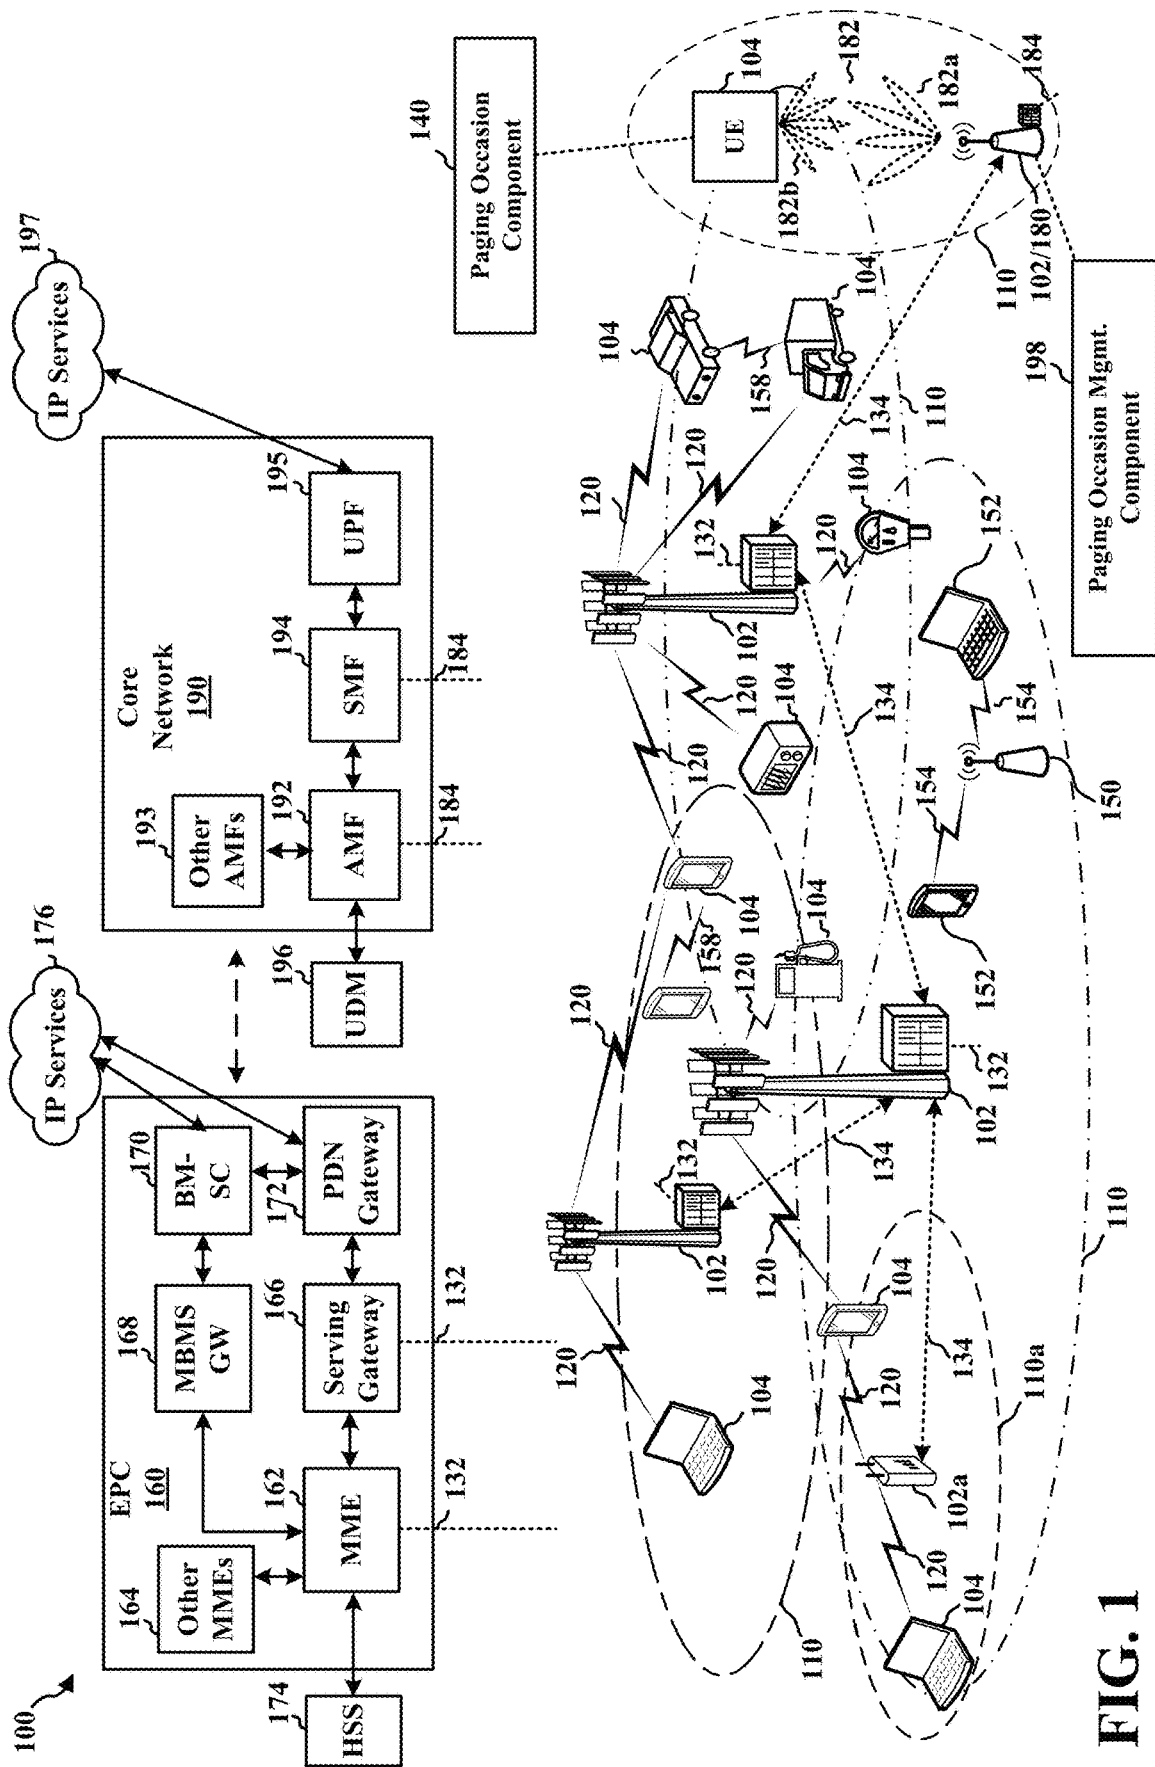 100
174
HSS
164
Other
MMEs
EPC
160
162
MME
132
168
MBMS
GW
166
Serving
Gateway
132
170
BM-
SC
172
PDN
Gateway
IP Services
176
196
UDM
193
Other
AMFs
192
AMF
184
Core
Network
190
194
SMF
184
195
UPF
IP Services
197
Paging Occasion
Component
140
120
104
102
132
120
104
158
120
120
104
120
102
132
120
104
158
120
104
UE
104
182
182b
182a
184
102/180
110
110
104
120
102a
120
104
134
110a
120
134
102
132
120
104
134
152
154
150
154
152
120
104
134
110
110
Paging Occasion Mgmt.
Component
198
FIG. 1